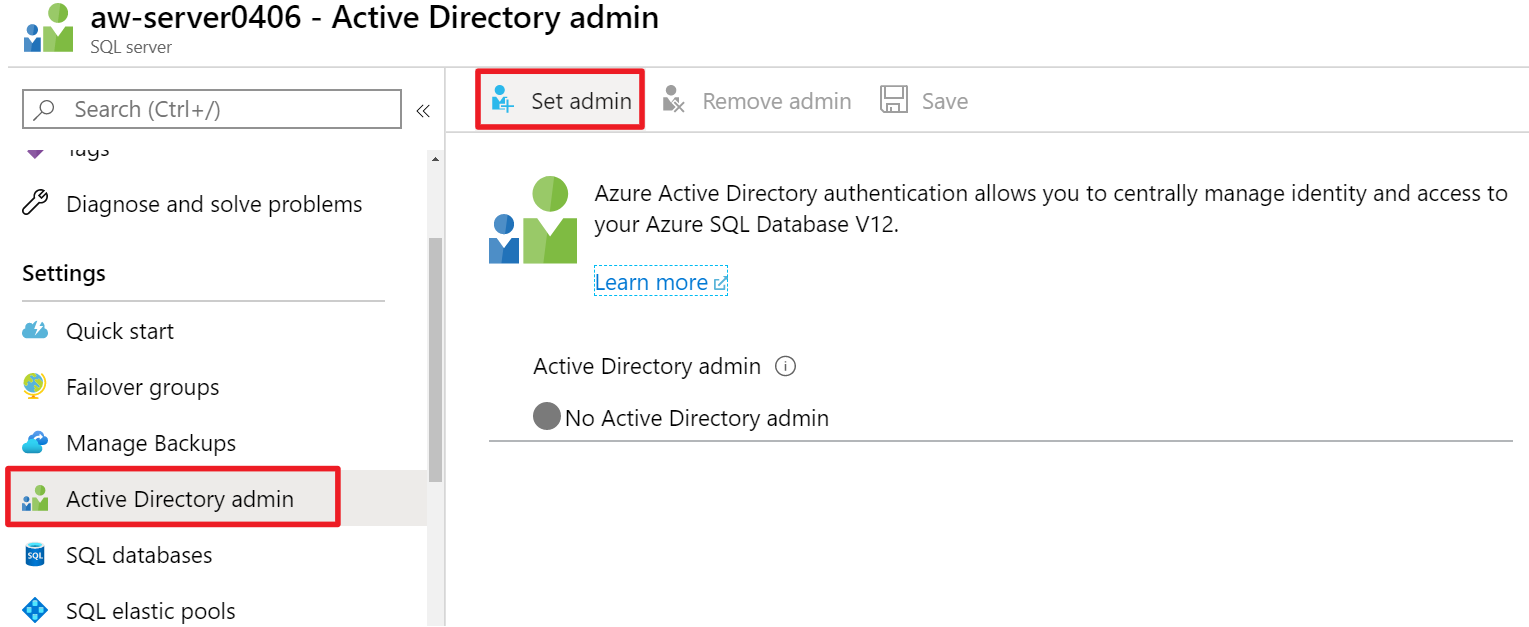 aw-server0406 - Active Directory admin
SQL server
Search (Ctrl+/)
«
Tags
Diagnose and solve problems
Settings
Quick start
Failover groups
Manage Backups
Active Directory admin
SQL databases
SQL elastic pools
Set admin
Remove admin
Save
Azure Active Directory authentication allows you to centrally manage identity and access to
your Azure SQL Database V12.
Learn more
Active Directory admin
No Active Directory admin